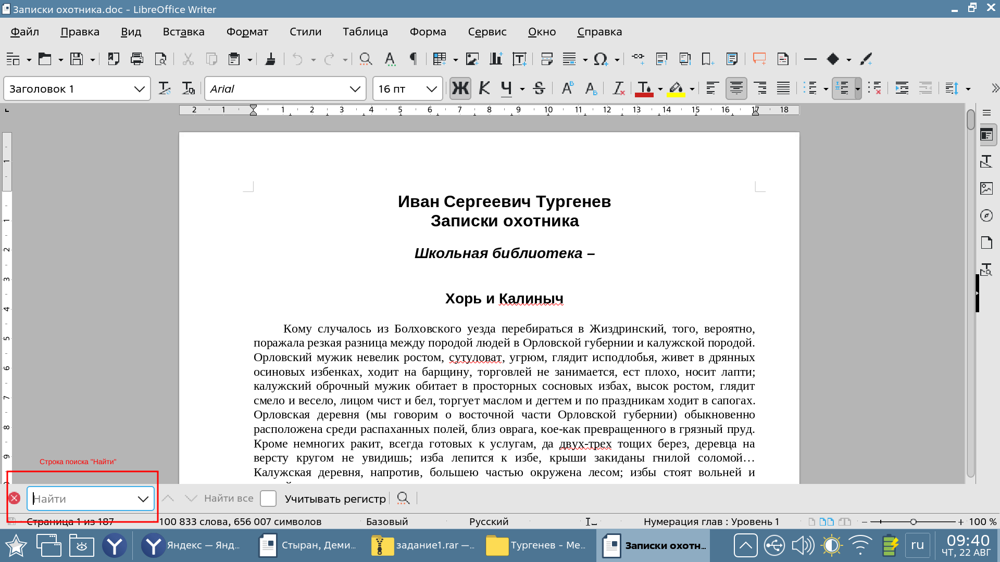 Записки охотника.doc – LibreOffice Writer
Файл Правка Вид Вставка Формат Стили Таблица Форма Сервис Окно Справка
Заголовок 1 Arial 16 пт Ж К Ч S
2 1 1 2 3 4 5 6 7 8 9 10 11 12 13 14 15 16 17 18
Иван Сергеевич Тургенев
Записки охотника
Школьная библиотека –
Хорь и Калиныч
Кому случалось из Болховского уезда перебираться в Жиздринский, того, вероятно,
поражала резкая разница между породой людей в Орловской губернии и калужской породой.
Орловский мужик невелик ростом, сутуловат, угрюм, глядит исподлобья, живет в дрянных
осиновых избенках, ходит на барщину, торговлей не занимается, ест плохо, носит лапти;
калужский оброчный мужик обитает в просторных сосновых избах, высок ростом, глядит
смело и весело, лицом чист и бел, торгует маслом и дегтем и по праздникам ходит в сапогах.
Орловская деревня (мы говорим о восточной части Орловской губернии) обыкновенно
расположена среди распаханных полей, близ оврага, кое-как превращенного в грязный пруд.
Кроме немногих ракит, всегда готовых к услугам, да двух-трех тощих берез, деревца на
версту кругом не увидишь; изба лепится к избе, крыши закиданы гнилой соломой…
Калужская деревня, напротив, большею частью окружена лесом; избы стоят вольней и
1 1 2 3 4 5 6 7 8 9
Строка поиска "Найти"
Найти Найти все Учитывать регистр
Страница 1 из 187 100 833 слова, 656 007 символов Базовый Русский Нумерация глав : Уровень 1 100 %
Яндекс — Янд... Стыран, Деми... задание1.rar —... Тургенев – Ме... Записки охотн... ru 09:40
ЧТ, 22 АВГ